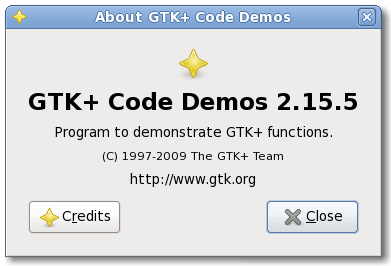 About GTK+ Code Demos
GTK+ Code Demos 2.15.5
Program to demonstrate GTK+ functions.
(C) 1997-2009 The GTK+ Team
http://www.gtk.org
Credits
Close